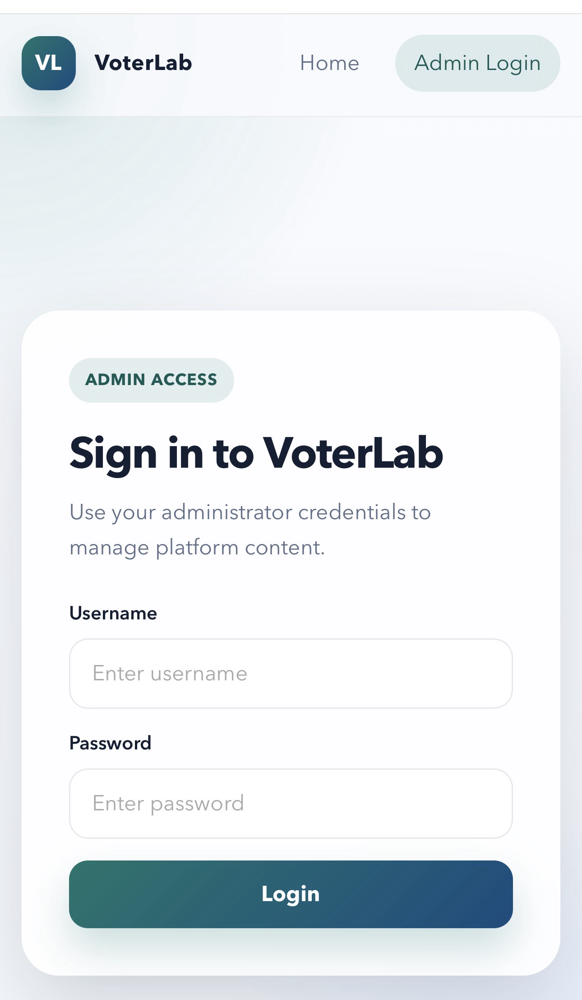 VL
VoterLab
Home
Admin Login
ADMIN ACCESS
Sign in to VoterLab
Use your administrator credentials to
manage platform content.
Username
Enter username
Password
Enter password
Login